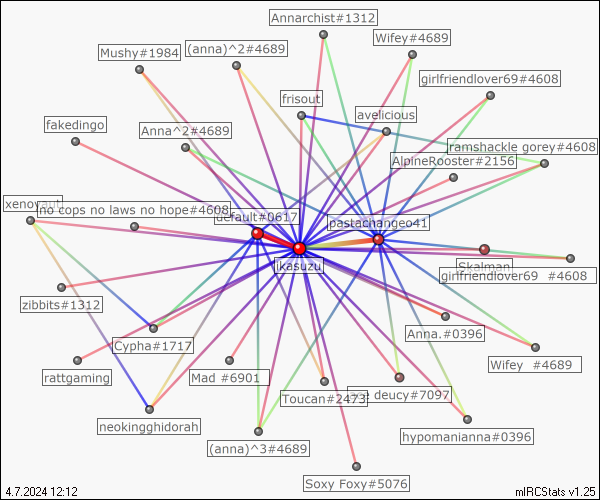 Annarchist#1312
Wifey#4689
Mushy#1984
(anna)^2#4689
girlfriendlover69#4608
frisout
avelicious
fakedingo
Anna^2#4689
ramshackle gorey#4608
AlpineRooster#2156
xenovaut
no cops no laws no hope#4608
default#0617
pastachangeo41
ikasuzu
Skalman
girlfriendlover69 #4608
zibbits#1312
Anna.#0396
Cypha#1717
Wifey #4689
rattgaming
Mad #6901
Toucan#2473
deucy#7097
neokingghidorah
(anna)^3#4689
hypomanianna#0396
Soxy Foxy#5076
4.7.2024 12:12
mIRCStats v1.25